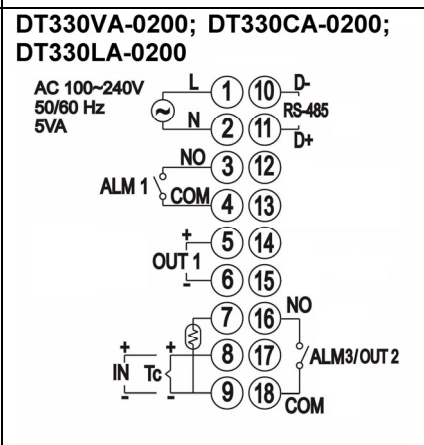 DT330VA-0200; DT330CA-0200;
DT330LA-0200
AC 100~240V
50/60 Hz
5VA
L 1 10 D-
RS-485
N 2 11 D+
NO 3 12
ALM 1
COM 4 13
+ 5 14
OUT 1
- 6 15
7 16 NO
+ + 8 17 ALM3/OUT 2
IN Tc
- - 9 18 COM